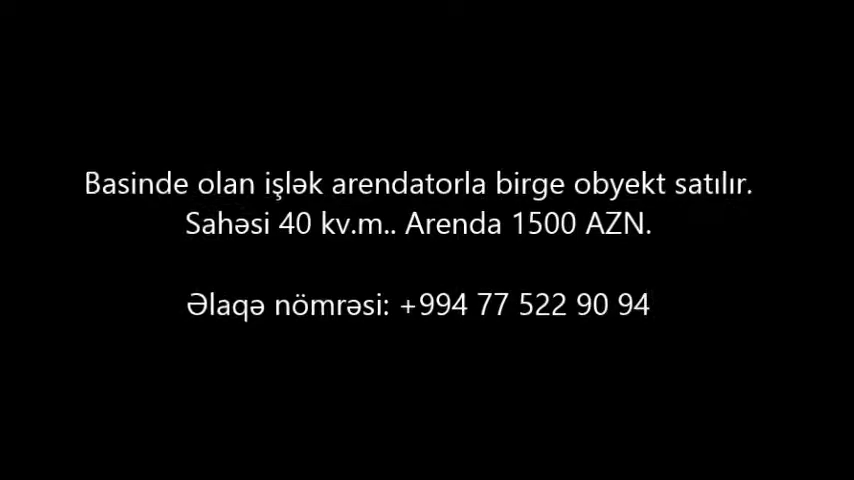 Basinde olan işlək arendatorla birge obyekt satılır.
Sahəsi 40 kv.m.. Arenda 1500 AZN.
Əlaqə nömrəsi: +994 77 522 90 94